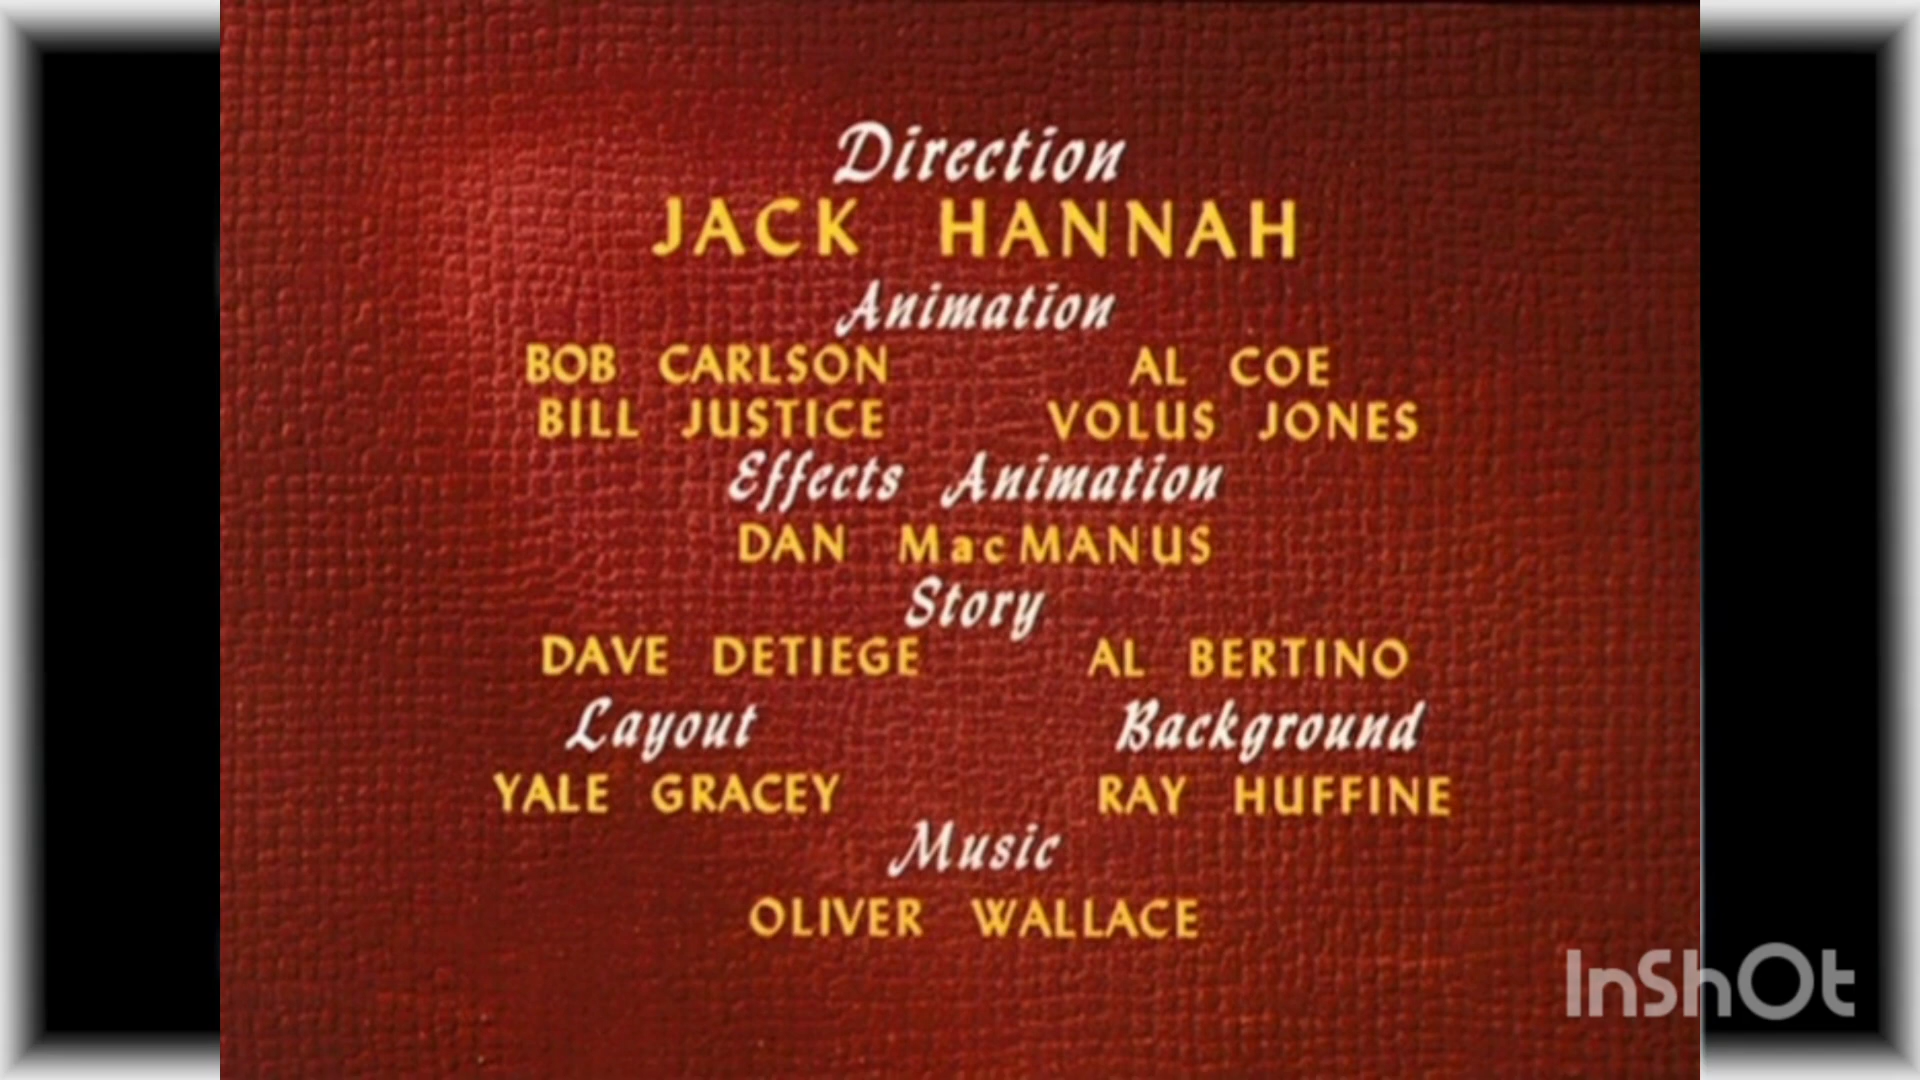 Direction
JACK HANNAH
Animation
BOB CARLSON AL COE
BILL JUSTICE VOLUS JONES
Effects Animation
DAN MacMANUS
Story
DAVE DETIEGE AL BERTINO
Layout Background
YALE GRACEY RAY HUFFINE
Music
OLIVER WALLACE
InShOt